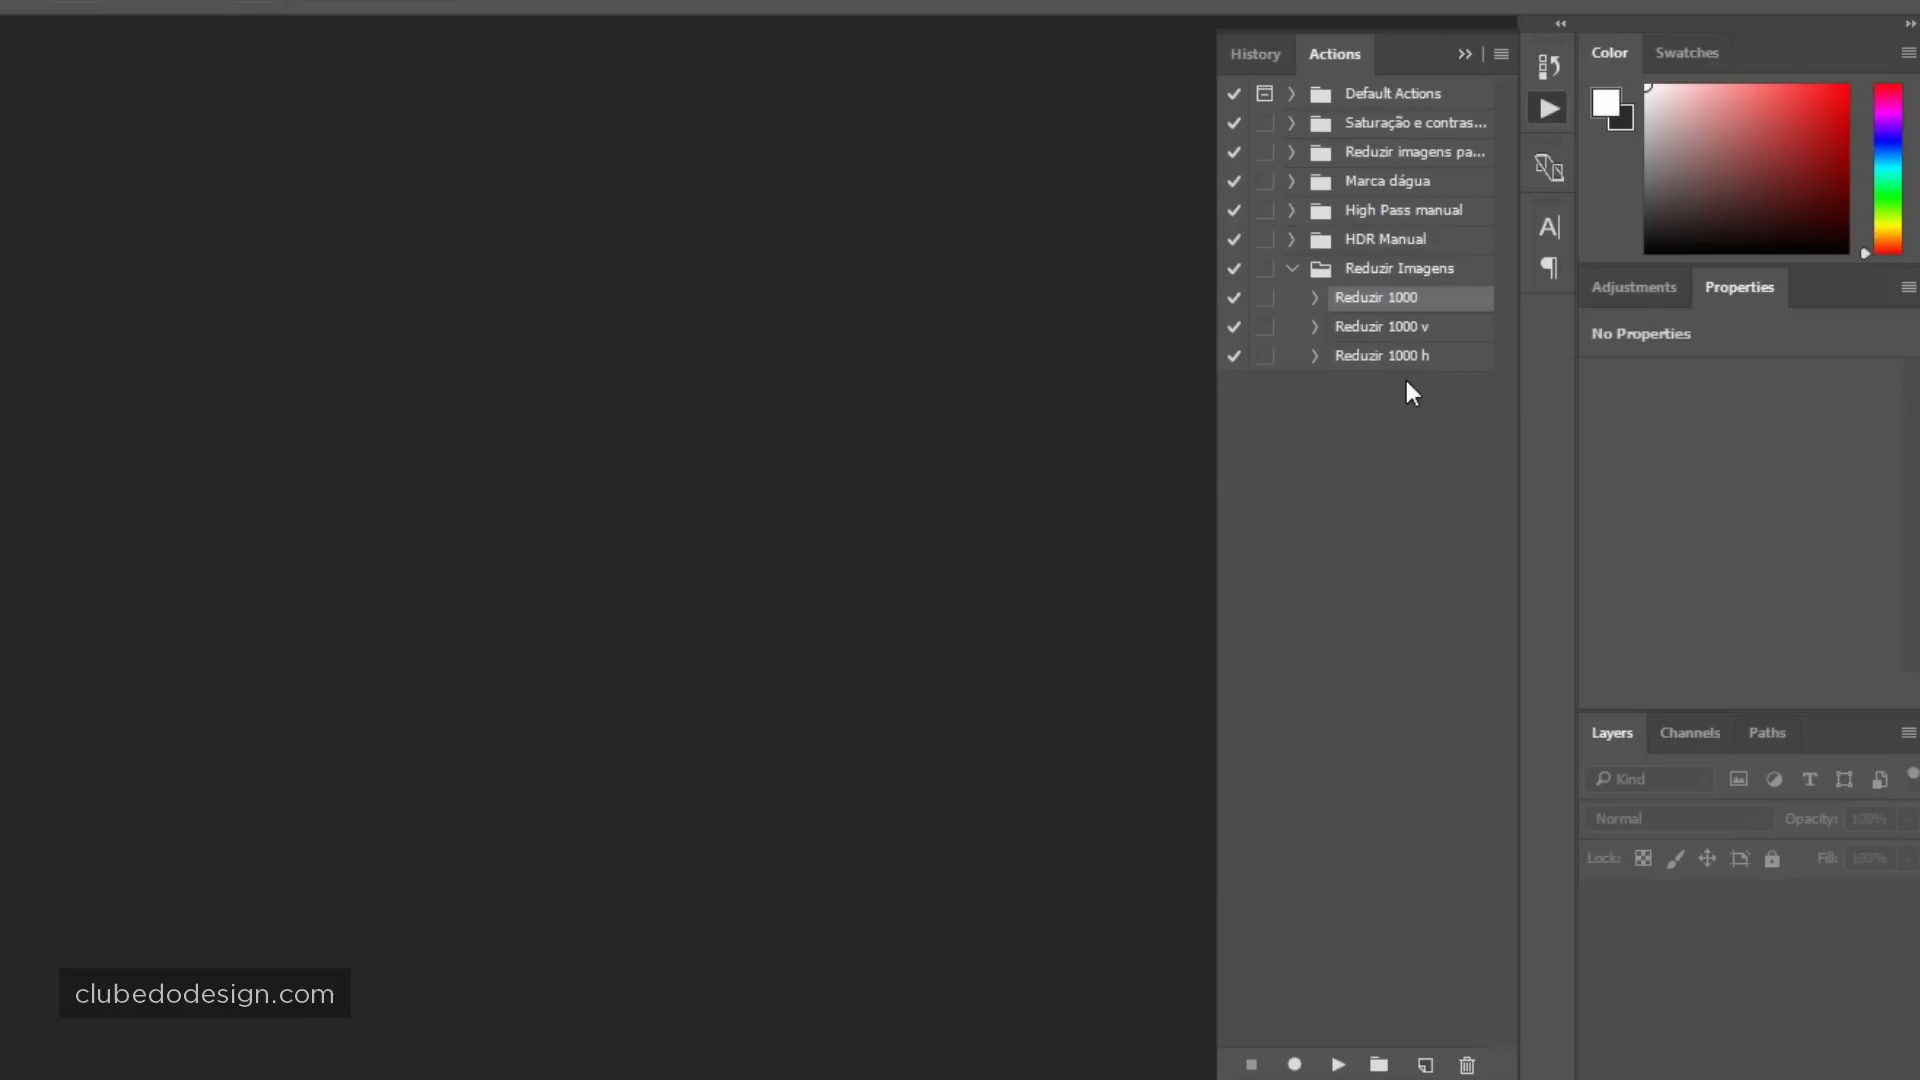 History
Actions
Default Actions
Saturação e contras...
Reduzir imagens pa...
Marca dágua
High Pass manual
HDR Manual
Reduzir Imagens
Reduzir 1000
Reduzir 1000 v
Reduzir 1000 h
Color
Swatches
Adjustments
Properties
No Properties
Layers
Channels
Paths
Kind
Normal
Opacity: 100%
Lock:
Fill: 100%
clubedodesign.com